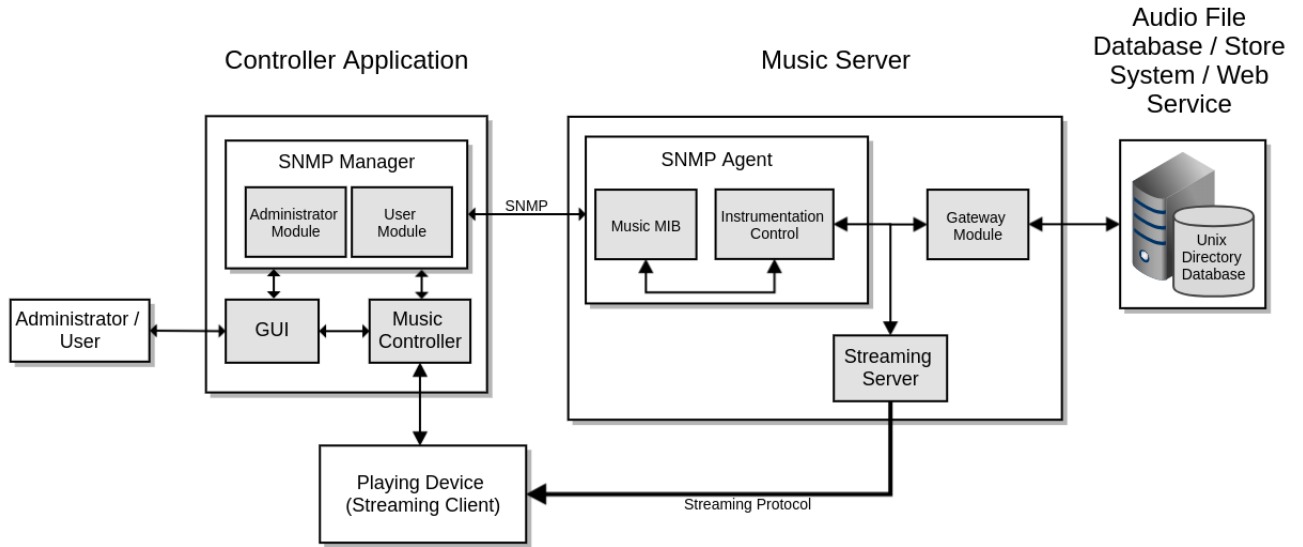 Controller Application
Music Server
Audio File
Database / Store
System / Web
Service
SNMP Manager
Administrator
Module
User
Module
SNMP
SNMP Agent
Music MIB
Instrumentation
Control
Gateway
Module
Unix
Directory
Database
Administrator /
User
GUI
Music
Controller
Streaming
Server
Playing Device
(Streaming Client)
Streaming Protocol